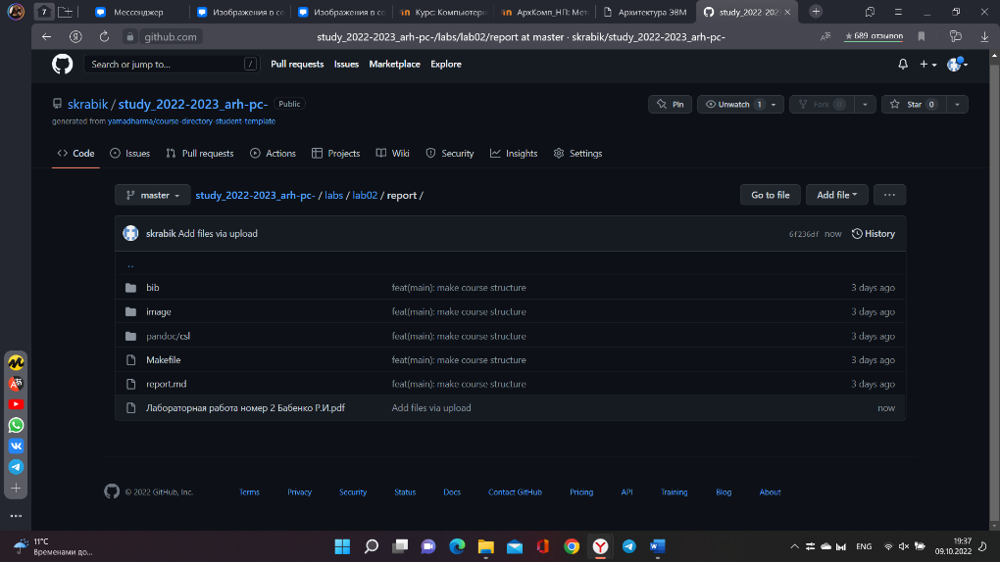 7
Мессенджер
Изображения в со
Изображения в со
Курс: Компьютерн
АрхКомп_НП: Мет
Архитектура ЭВМ
study_2022-202
github.com
study_2022-2023_arh-pc-/labs/lab02/report at master · skrabik/study_2022-2023_arh-pc-
★ 689 отзывов
Search or jump to... /
Pull requests Issues Marketplace Explore
skrabik / study_2022-2023_arh-pc- Public
generated from yamadharma/course-directory-student-template
Pin Unwatch 1 Fork 0 Star 0
Code Issues Pull requests Actions Projects Wiki Security Insights Settings
master study_2022-2023_arh-pc- / labs / lab02 / report / Go to file Add file ...
skrabik Add files via upload 6f236df now History
..
bib feat(main): make course structure 3 days ago
image feat(main): make course structure 3 days ago
pandoc/csl feat(main): make course structure 3 days ago
Makefile feat(main): make course structure 3 days ago
report.md feat(main): make course structure 3 days ago
Лабораторная работа номер 2 Бабенко Р.И.pdf Add files via upload now
© 2022 GitHub, Inc. Terms Privacy Security Status Docs Contact GitHub Pricing API Training Blog About
11°C
Временами до...
ENG
19:37
09.10.2022